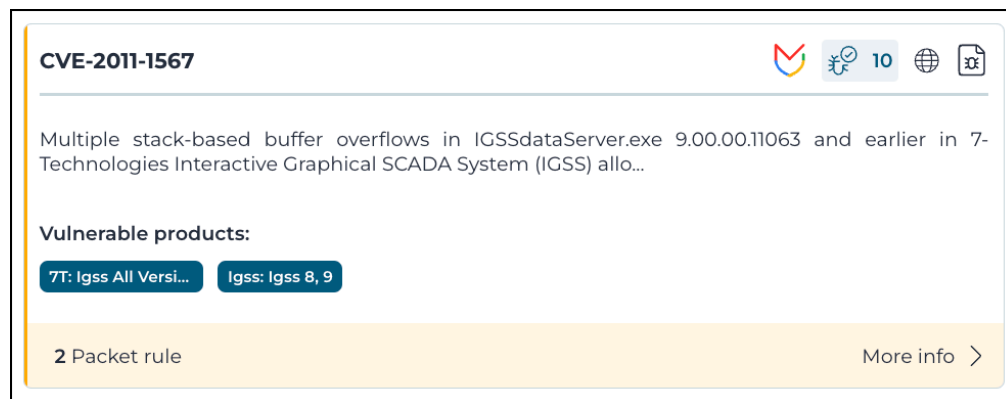 CVE-2011-1567
10
Multiple stack-based buffer overflows in IGSSdataServer.exe 9.00.00.11063 and earlier in 7-
Technologies Interactive Graphical SCADA System (IGSS) allo...
Vulnerable products:
7T: Igss All Versi...
Igss: Igss 8, 9
2 Packet rule
More info